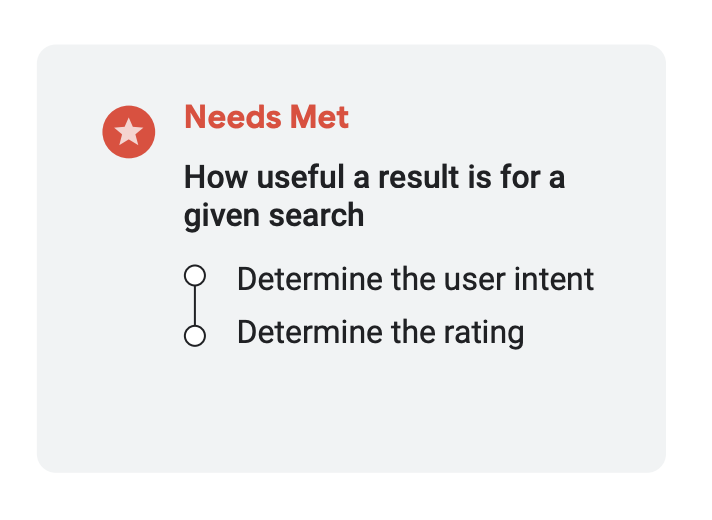 Needs Met
How useful a result is for a
given search
Determine the user intent
Determine the rating